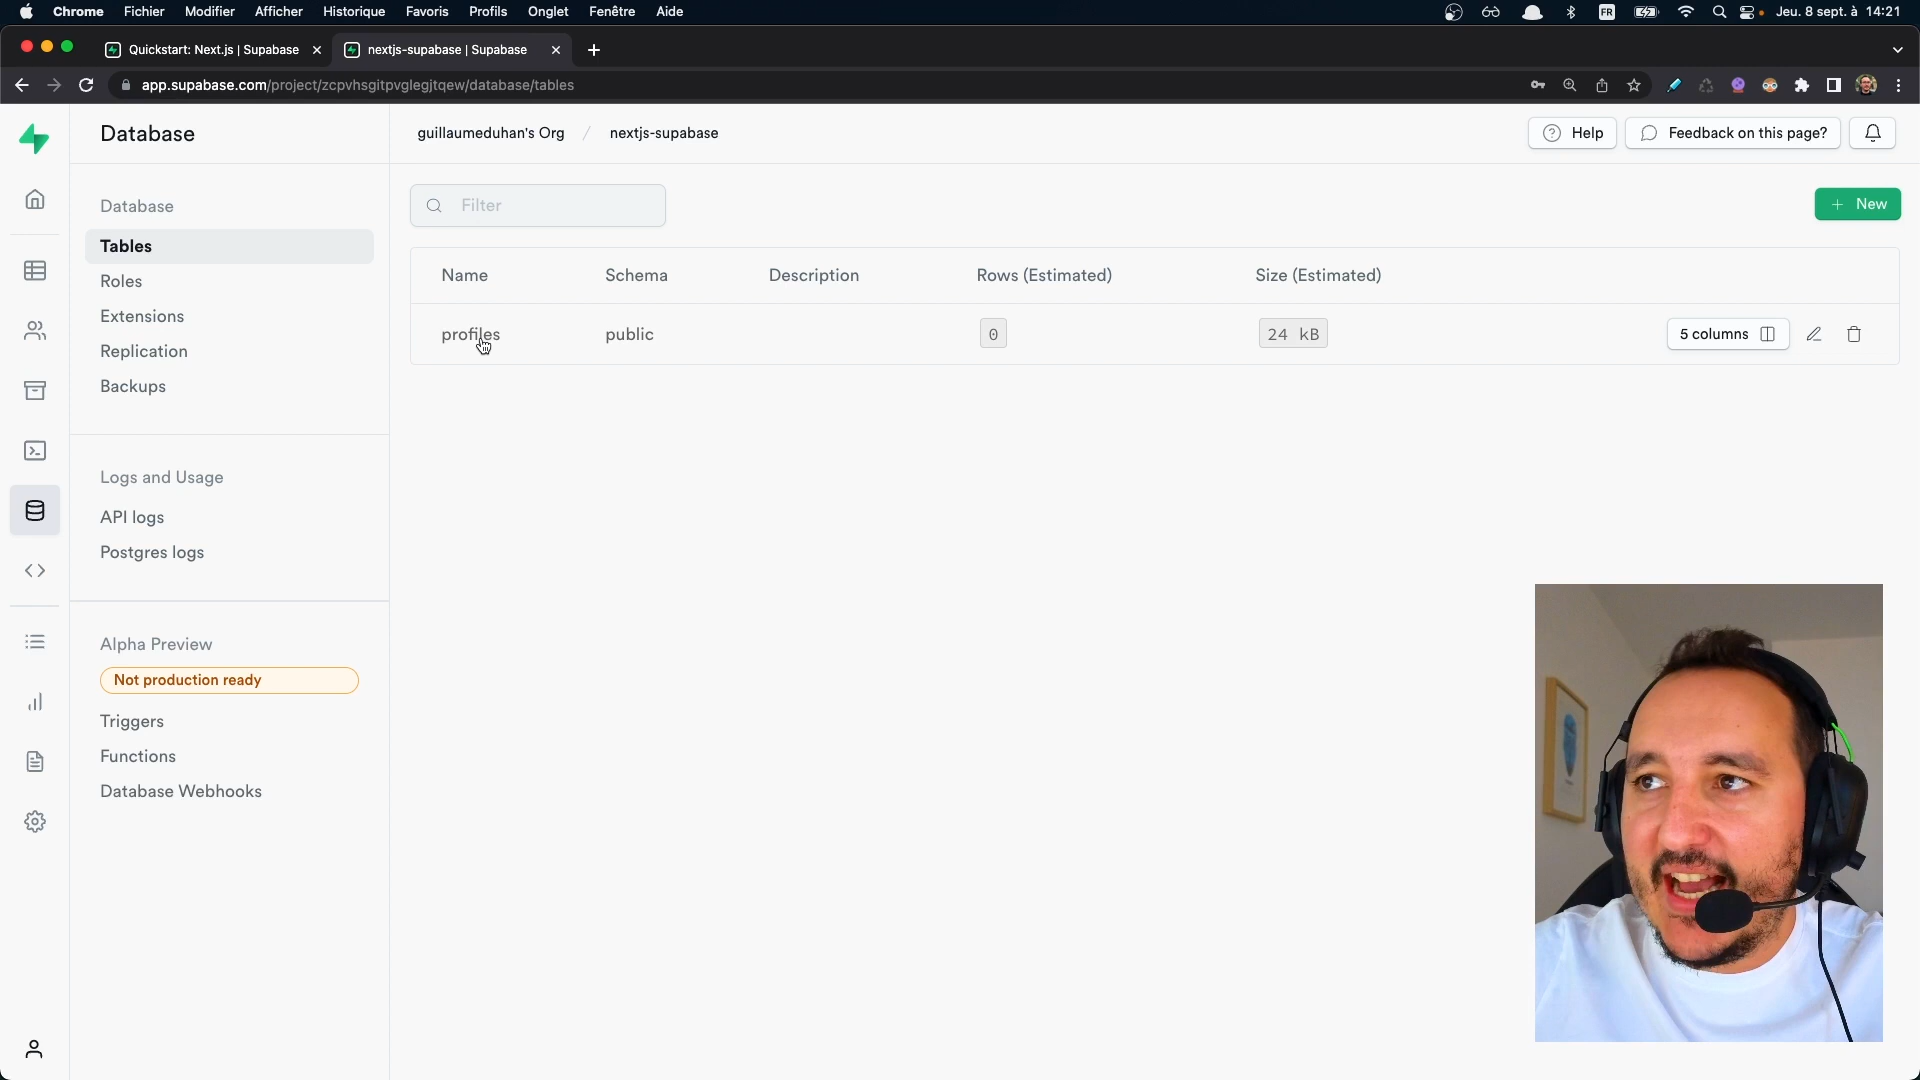 Chrome Fichier Modifier Afficher Historique Favoris Profils Onglet Fenêtre Aide FR Jeu. 8 sept. à 14:21
Quickstart: Next.js | Supabase nextjs-supabase | Supabase
app.supabase.com/project/zcpvhsgitpvglegjtqew/database/tables
Database guillaumeduhan's Org / nextjs-supabase Help Feedback on this page?
Database
Tables
Roles
Extensions
Replication
Backups
Logs and Usage
API logs
Postgres logs
Alpha Preview
Not production ready
Triggers
Functions
Database Webhooks
Filter + New
Name Schema Description Rows (Estimated) Size (Estimated)
profiles public 0 24 kB 5 columns